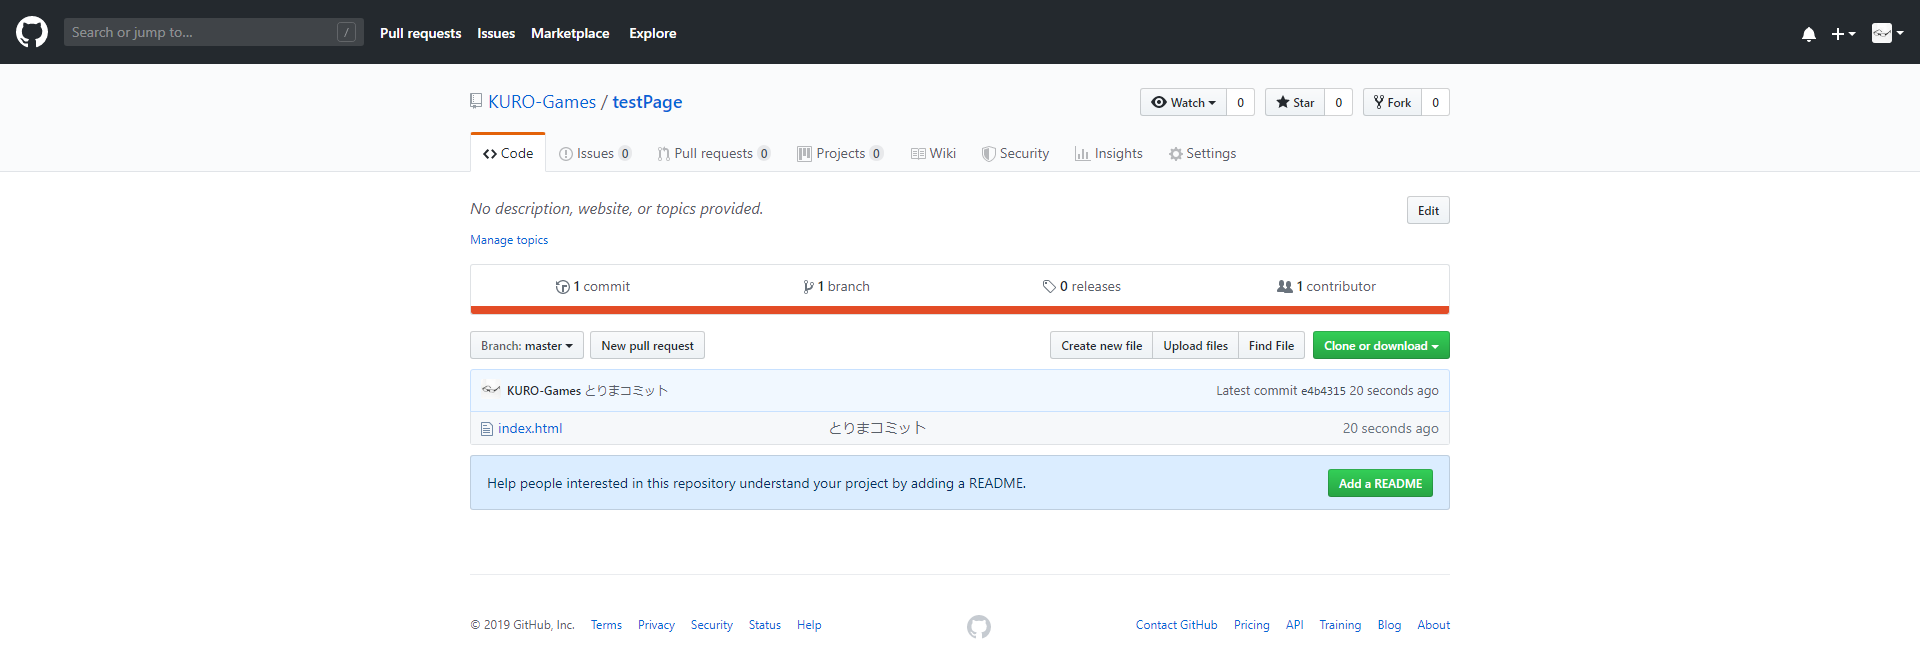 Search or jump to... /
Pull requests Issues Marketplace Explore
KURO-Games / testPage
Watch 0 Star 0 Fork 0
Code Issues 0 Pull requests 0 Projects 0 Wiki Security Insights Settings
No description, website, or topics provided.
Edit
Manage topics
1 commit 1 branch 0 releases 1 contributor
Branch: master New pull request Create new file Upload files Find File Clone or download
KURO-Games とりまコミット Latest commit e4b4315 20 seconds ago
index.html とりまコミット 20 seconds ago
Help people interested in this repository understand your project by adding a README. Add a README
© 2019 GitHub, Inc. Terms Privacy Security Status Help Contact GitHub Pricing API Training Blog About